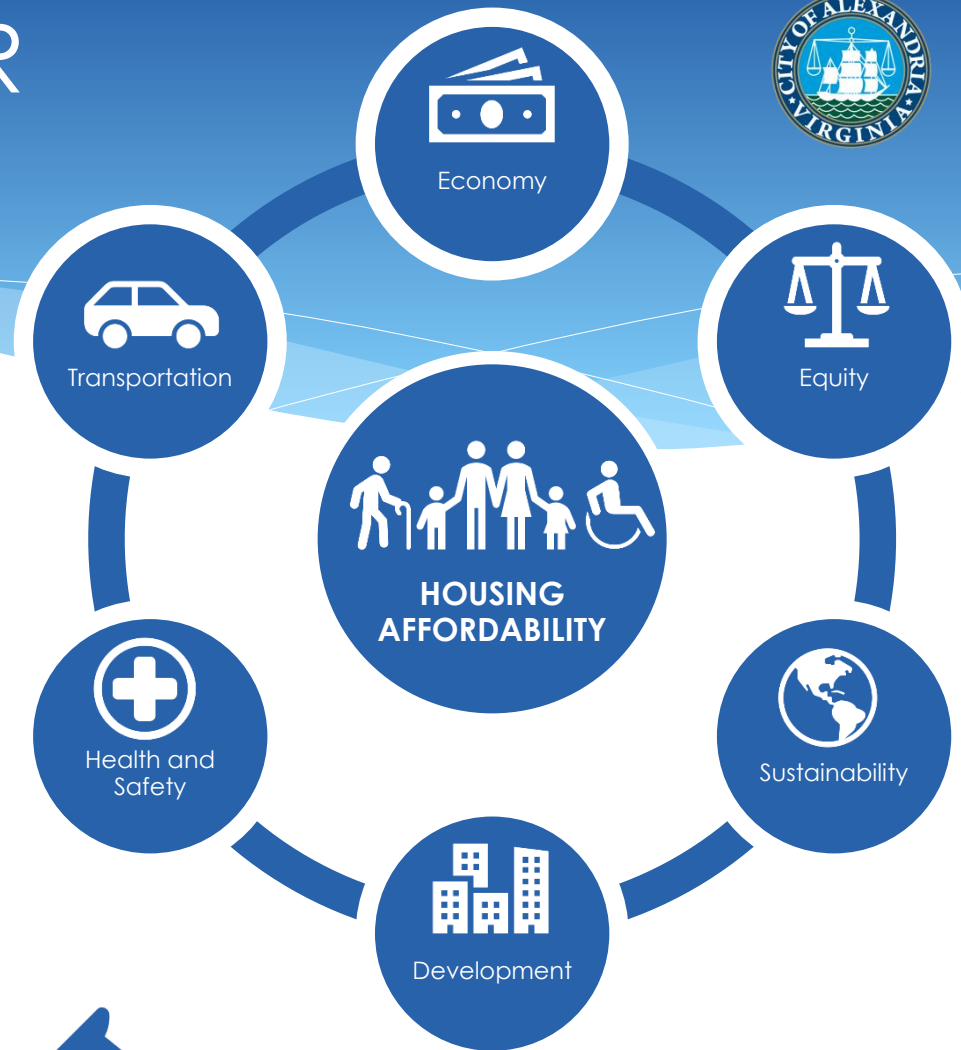 R
CITY OF ALEXANDRIA
VIRGINIA
Economy
Transportation
Equity
HOUSING
AFFORDABILITY
Health and
Safety
Sustainability
Development